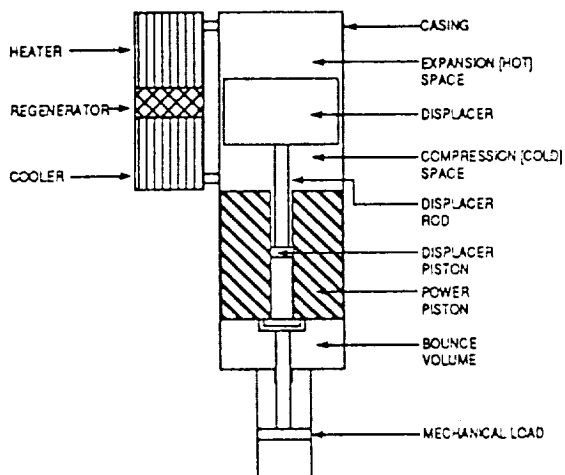 HEATER
REGENERATOR
COOLER
CASING
EXPANSION [HOT]
SPACE
DISPLACER
COMPRESSION [COLD]
SPACE
DISPLACER
ROD
DISPLACER
PISTON
POWER
PISTON
BOUNCE
VOLUME
MECHANICAL LOAD